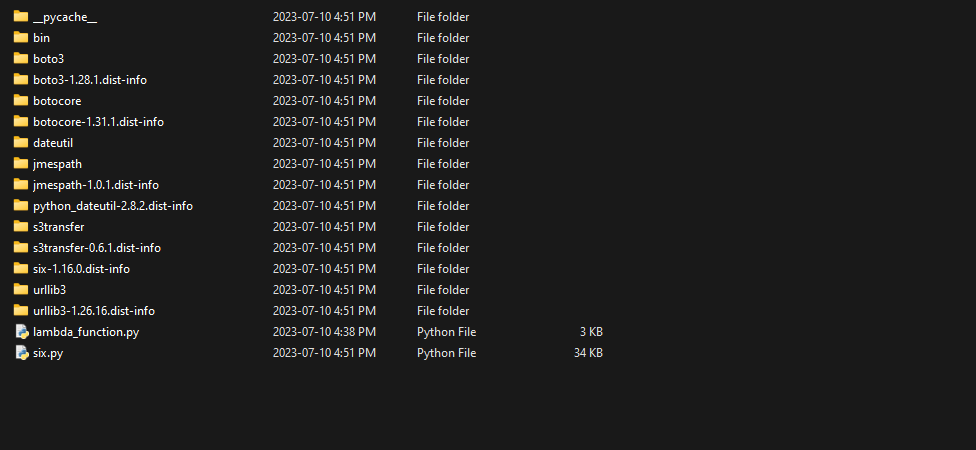 __pycache__ 2023-07-10 4:51 PM File folder
bin 2023-07-10 4:51 PM File folder
boto3 2023-07-10 4:51 PM File folder
boto3-1.28.1.dist-info 2023-07-10 4:51 PM File folder
botocore 2023-07-10 4:51 PM File folder
botocore-1.31.1.dist-info 2023-07-10 4:51 PM File folder
dateutil 2023-07-10 4:51 PM File folder
jmespath 2023-07-10 4:51 PM File folder
jmespath-1.0.1.dist-info 2023-07-10 4:51 PM File folder
python_dateutil-2.8.2.dist-info 2023-07-10 4:51 PM File folder
s3transfer 2023-07-10 4:51 PM File folder
s3transfer-0.6.1.dist-info 2023-07-10 4:51 PM File folder
six-1.16.0.dist-info 2023-07-10 4:51 PM File folder
urllib3 2023-07-10 4:51 PM File folder
urllib3-1.26.16.dist-info 2023-07-10 4:51 PM File folder
lambda_function.py 2023-07-10 4:38 PM Python File 3 KB
six.py 2023-07-10 4:51 PM Python File 34 KB